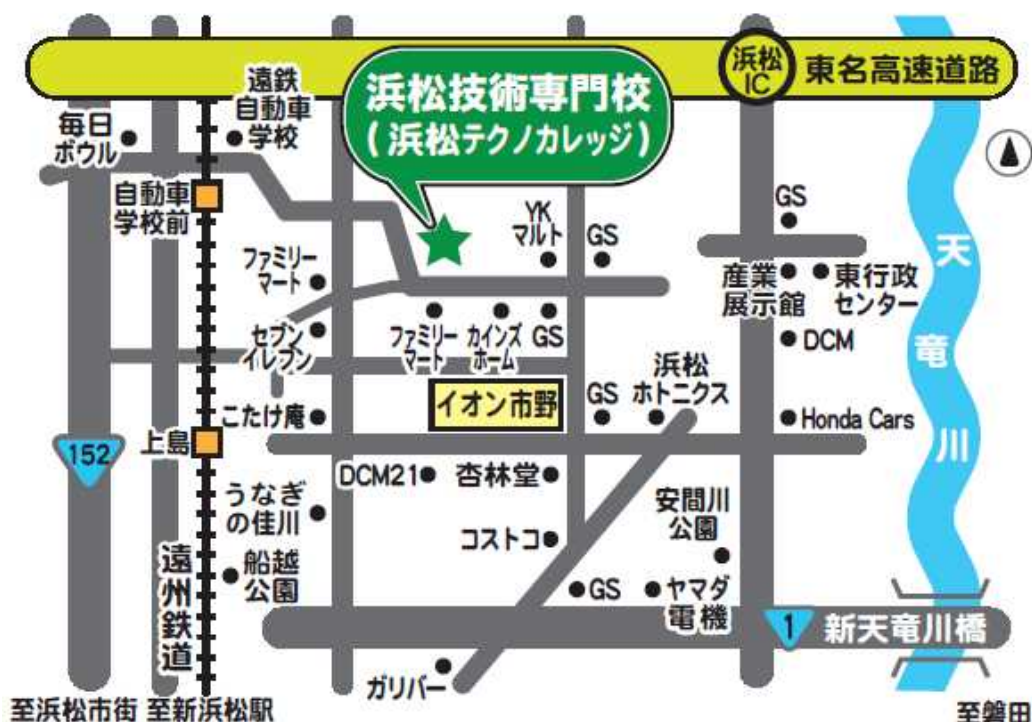 浜松
IC
東名高速道路
浜松技術専門校
(浜松テクノカレッジ)
遠鉄
自動車
学校
毎日
ボウル
自動車
学校前
YK
マルト
GS
GS
ファミリー
マート
産業
展示館
東行政
センター
天竜川
セブン
イレブン
ファミリー
マート
カインズ
ホーム
GS
DCM
浜松
ホトニクス
イオン市野
GS
こたけ庵
Honda Cars
152
上島
DCM21
杏林堂
うなぎ
の佳川
安間川
公園
コストコ
船越
公園
遠州鉄道
GS
ヤマダ
電機
1
新天竜川橋
ガリバー
至浜松市街
至新浜松駅
至磐田